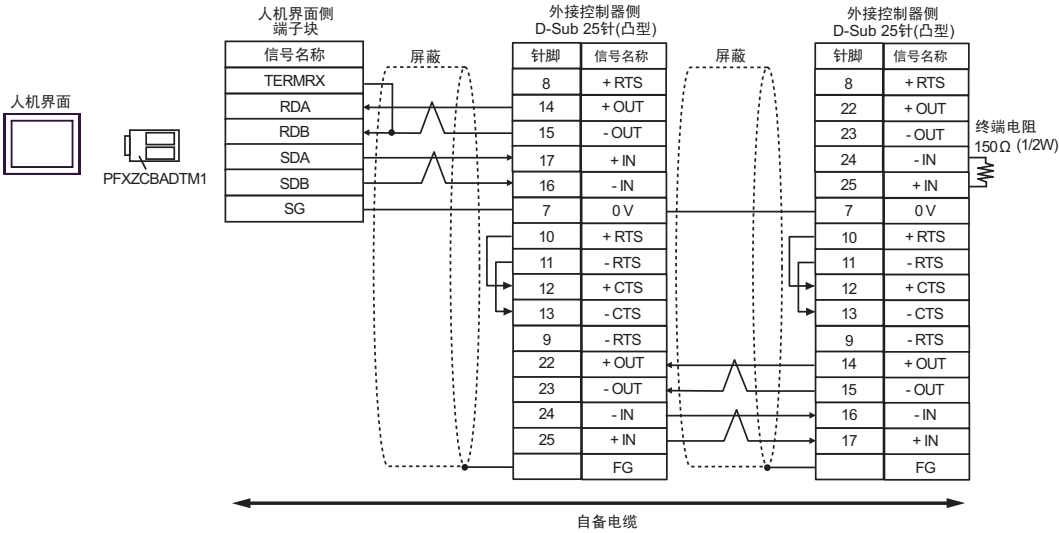 人机界面侧
端子块
外接控制器侧
D-Sub 25针(凸型)
外接控制器侧
D-Sub 25针(凸型)
信号名称
屏蔽
针脚
信号名称
屏蔽
针脚
信号名称
TERMRX
8
+ RTS
8
+ RTS
人机界面
RDA
14
+ OUT
22
+ OUT
RDB
15
- OUT
23
- OUT
终端电阻
150Ω (1/2W)
SDA
17
+ IN
24
- IN
PFXZCBADTM1
SDB
16
- IN
25
+ IN
SG
7
0 V
7
0 V
10
+ RTS
10
+ RTS
11
- RTS
11
- RTS
12
+ CTS
12
+ CTS
13
- CTS
13
- CTS
9
- RTS
9
- RTS
22
+ OUT
14
+ OUT
23
- OUT
15
- OUT
24
- IN
16
- IN
25
+ IN
17
+ IN
FG
FG
自备电缆